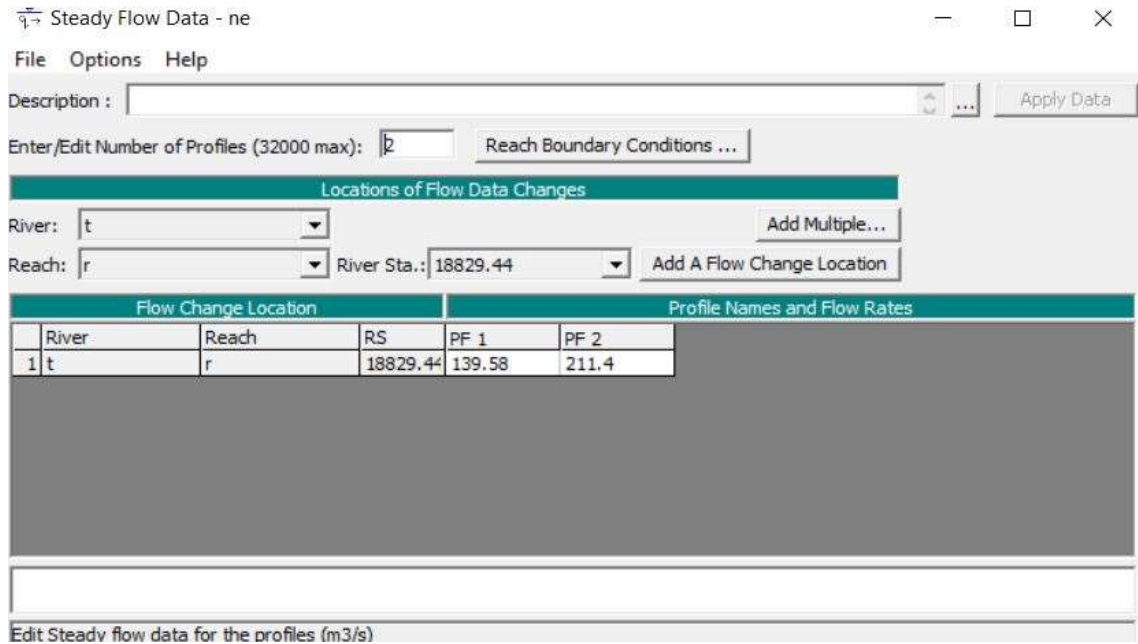 Steady Flow Data - ne
File Options Help
Description : ... Apply Data
Enter/Edit Number of Profiles (32000 max): 2 Reach Boundary Conditions ...
Locations of Flow Data Changes
River: t Add Multiple...
Reach: r River Sta.: 18829.44 Add A Flow Change Location
Flow Change Location Profile Names and Flow Rates
River Reach RS PF 1 PF 2
1 t r 18829.44 139.58 211.4
Edit Steady flow data for the profiles (m3/s)